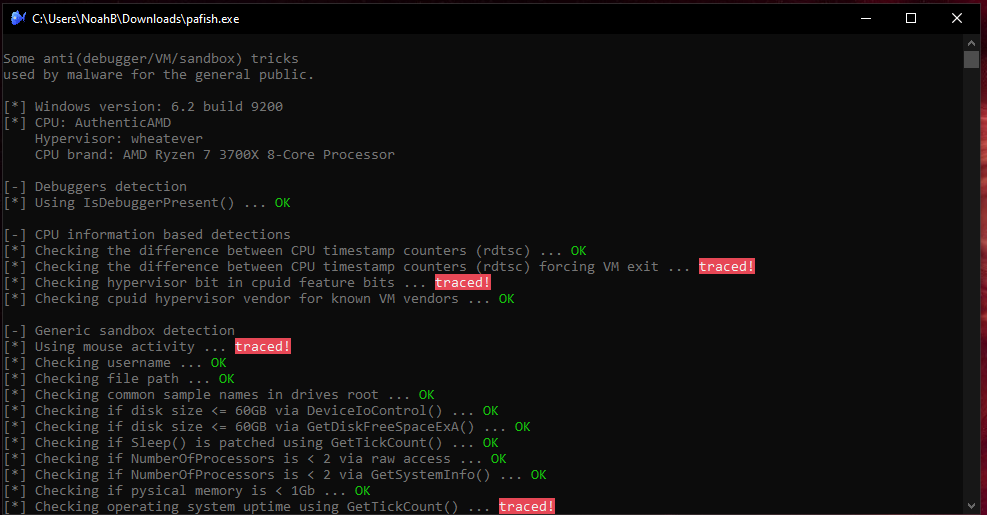 C:\Users\NoahB\Downloads\pafish.exe
Some anti(debugger/VM/sandbox) tricks
used by malware for the general public.
[*] Windows version: 6.2 build 9200
[*] CPU: AuthenticAMD
Hypervisor: wheatever
CPU brand: AMD Ryzen 7 3700X 8-Core Processor
[-] Debuggers detection
[*] Using IsDebuggerPresent() ... OK
[-] CPU information based detections
[*] Checking the difference between CPU timestamp counters (rdtsc) ... OK
[*] Checking the difference between CPU timestamp counters (rdtsc) forcing VM exit ... traced!
[*] Checking hypervisor bit in cpuid feature bits ... traced!
[*] Checking cpuid hypervisor vendor for known VM vendors ... OK
[-] Generic sandbox detection
[*] Using mouse activity ... traced!
[*] Checking username ... OK
[*] Checking file path ... OK
[*] Checking common sample names in drives root ... OK
[*] Checking if disk size <= 60GB via DeviceIoControl() ... OK
[*] Checking if disk size <= 60GB via GetDiskFreeSpaceExA() ... OK
[*] Checking if Sleep() is patched using GetTickCount() ... OK
[*] Checking if NumberOfProcessors is < 2 via raw access ... OK
[*] Checking if NumberOfProcessors is < 2 via GetSystemInfo() ... OK
[*] Checking if pysical memory is < 1Gb ... OK
[*] Checking operating system uptime using GetTickCount() ... traced!